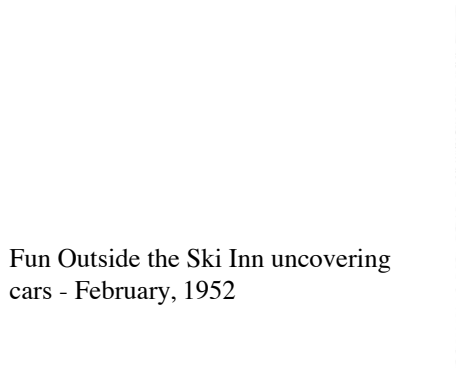 Fun Outside the Ski Inn uncovering
cars - February, 1952